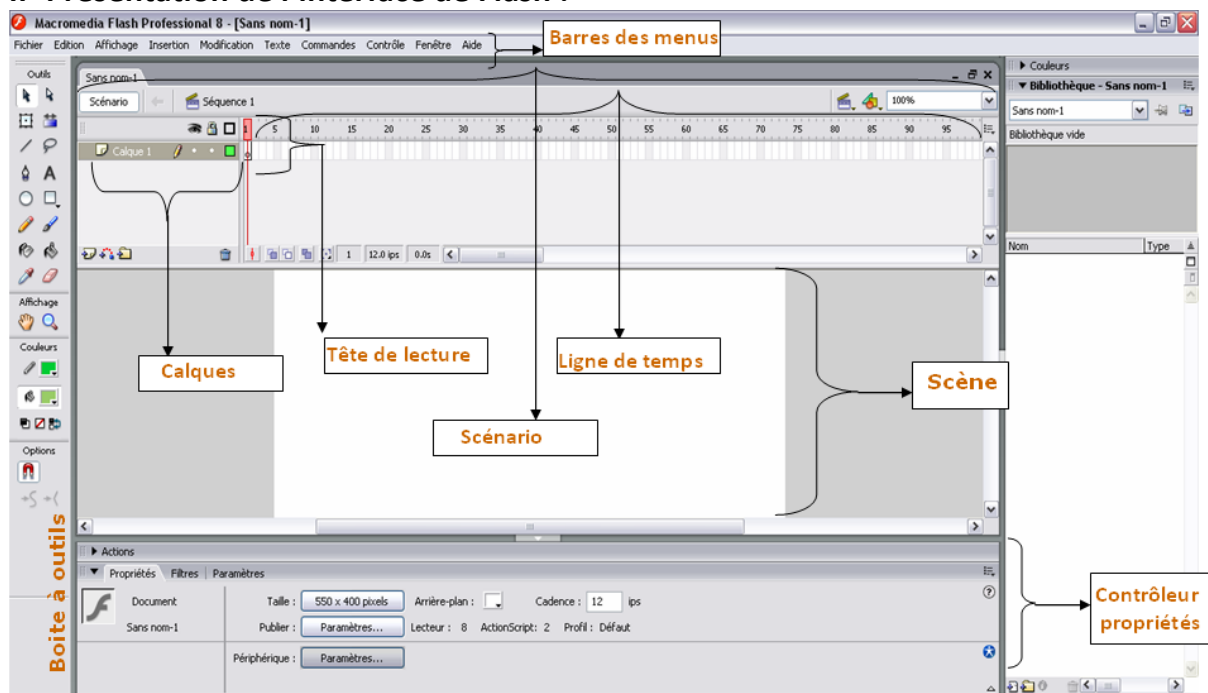 Macromedia Flash Professional 8 - [Sans nom-1]
Fichier Edition Affichage Insertion Modification Texte Commandes Contrôle Fenêtre Aide
Barres des menus
Outils
Sans nom-1
Scénario
Séquence 1
100%
1 5 10 15 20 25 30 35 40 45 50 55 60 65 70 75 80 85 90 95
Calque 1
1 12.0 ips 0.0s
Couleurs
Bibliothèque - Sans nom-1
Sans nom-1
Bibliothèque vide
Nom Type
Affichage
Couleurs
Options
Calques
Tête de lecture
Ligne de temps
Scénario
Scène
Boite à outils
Actions
Propriétés Filtres Paramètres
Document
Sans nom-1
Taille : 550 x 400 pixels Arrière-plan : Cadence : 12 ips
Publier : Paramètres... Lecteur : 8 ActionScript: 2 Profil : Défaut
Périphérique : Paramètres...
Contrôleur
propriétés